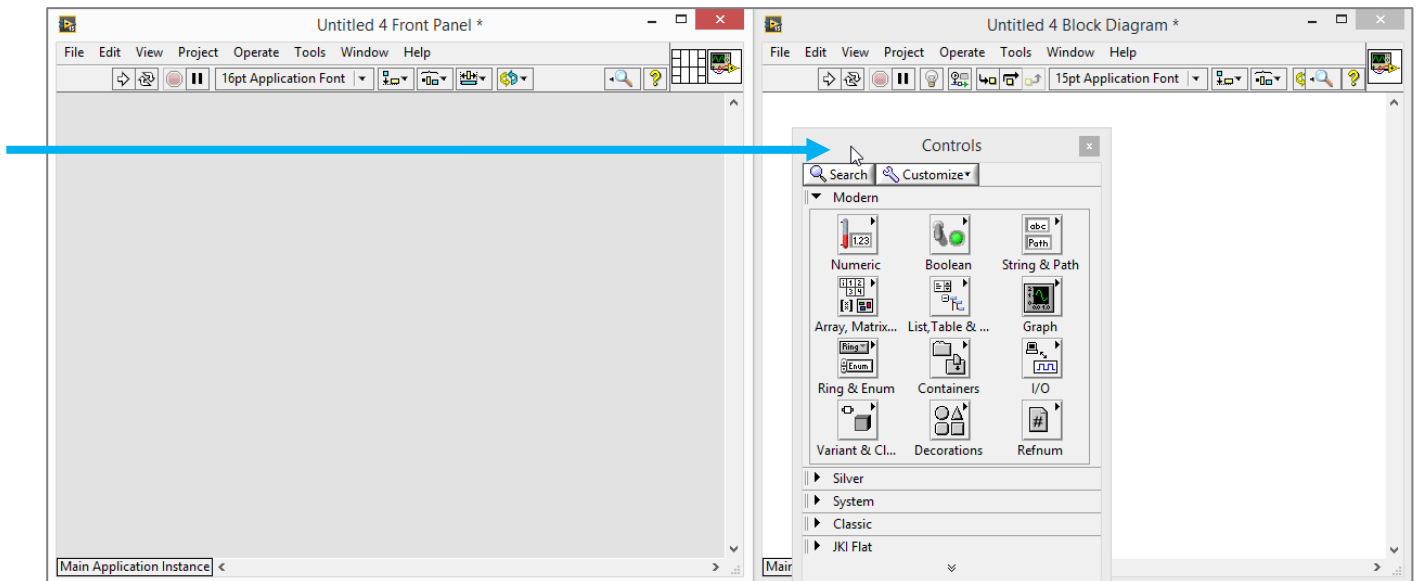 Untitled 4 Front Panel *
File Edit View Project Operate Tools Window Help
16pt Application Font
Main Application Instance
Untitled 4 Block Diagram *
File Edit View Project Operate Tools Window Help
15pt Application Font
Controls
Search Customize
Modern
1.23
abc
Path
Numeric Boolean String & Path
Array, Matrix... List,Table & ... Graph
Ring
Enum
Ring & Enum Containers I/O
#
Variant & Cl... Decorations Refnum
Silver
System
Classic
JKI Flat
Mair